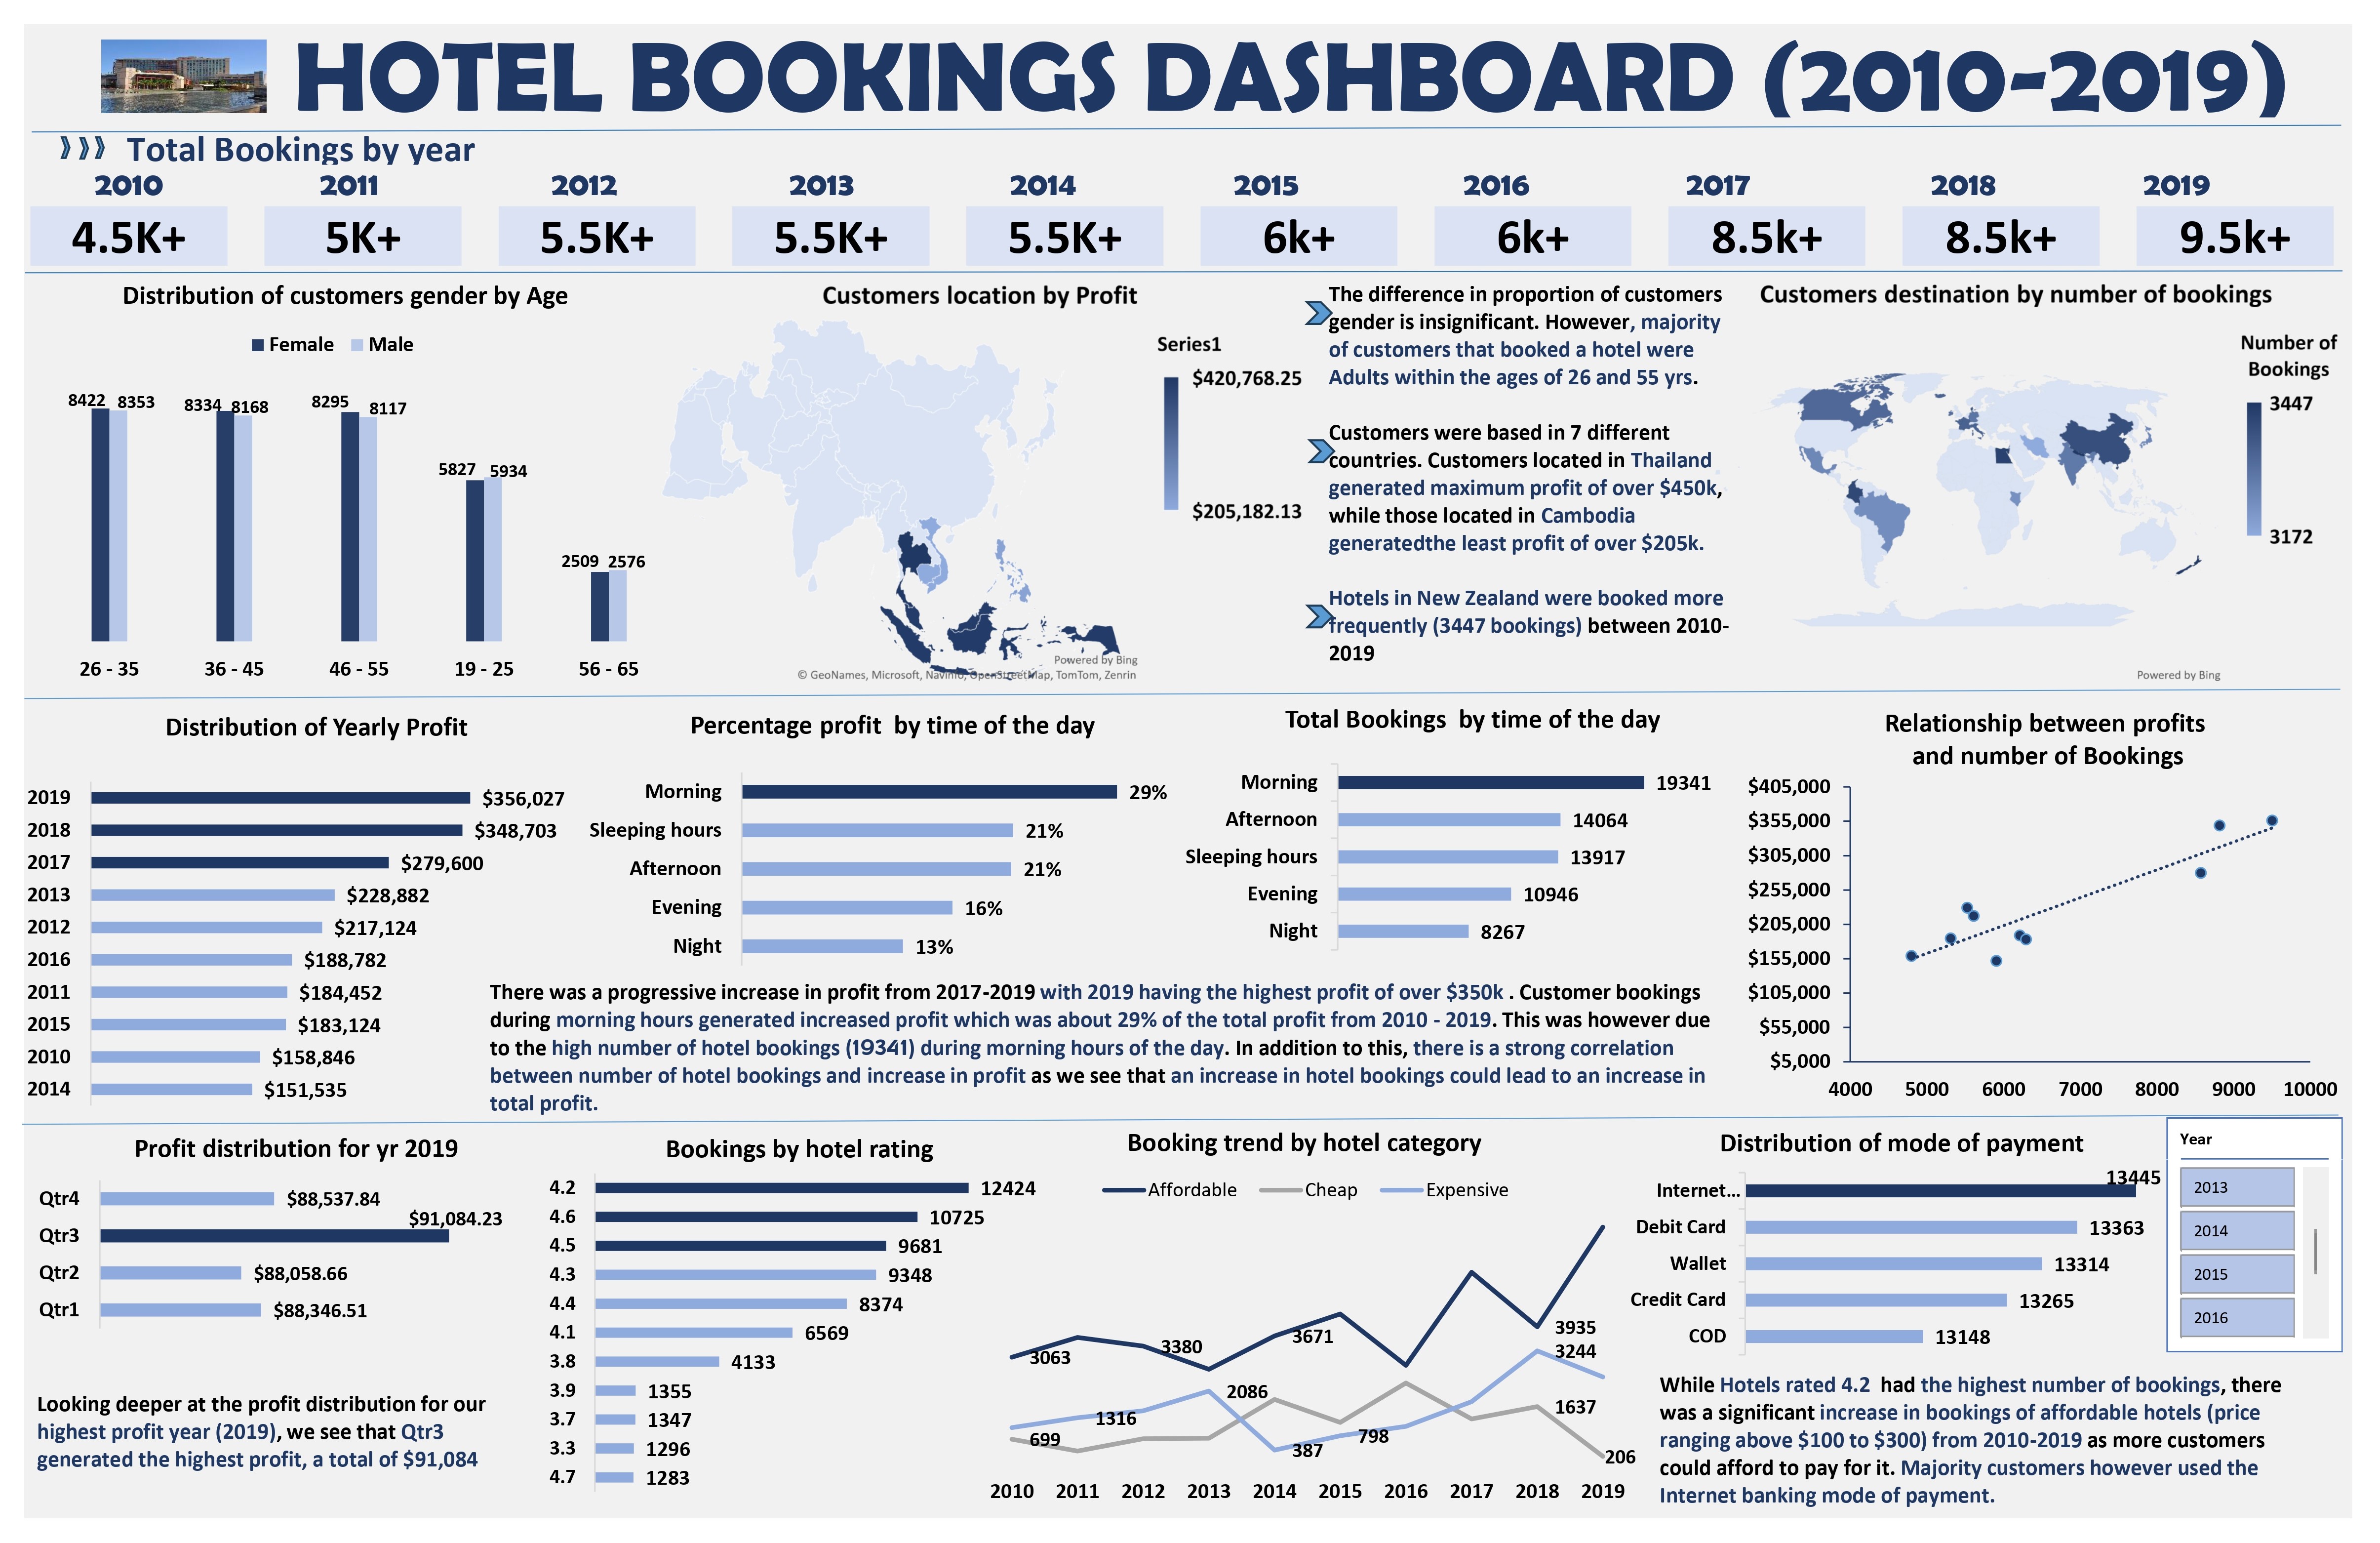 HOTEL BOOKINGS DASHBOARD (2010-2019)
Total Bookings by year
2010 2011 2012 2013 2014 2015 2016 2017 2018 2019
4.5K+ 5K+ 5.5K+ 5.5K+ 5.5K+ 6k+ 6k+ 8.5k+ 8.5k+ 9.5k+
Distribution of customers gender by Age
Female Male
8422 8353 8334 8168 8295 8117 5827 5934 2509 2576
26 - 35 36 - 45 46 - 55 19 - 25 56 - 65
Customers location by Profit
Series1
$420,768.25
$205,182.13
Powered by Bing
© GeoNames, Microsoft, Navinfo, OpenStreetMap, TomTom, Zenrin
The difference in proportion of customers
gender is insignificant. However, majority
of customers that booked a hotel were
Adults within the ages of 26 and 55 yrs.
Customers were based in 7 different
countries. Customers located in Thailand
generated maximum profit of over $450k,
while those located in Cambodia
generatedthe least profit of over $205k.
Hotels in New Zealand were booked more
frequently (3447 bookings) between 2010-
2019
Customers destination by number of bookings
Number of
Bookings
3447
3172
Powered by Bing
Distribution of Yearly Profit
2019 $356,027
2018 $348,703
2017 $279,600
2013 $228,882
2012 $217,124
2016 $188,782
2011 $184,452
2015 $183,124
2010 $158,846
2014 $151,535
Percentage profit by time of the day
Morning 29%
Sleeping hours 21%
Afternoon 21%
Evening 16%
Night 13%
Total Bookings by time of the day
Morning 19341
Afternoon 14064
Sleeping hours 13917
Evening 10946
Night 8267
There was a progressive increase in profit from 2017-2019 with 2019 having the highest profit of over $350k . Customer bookings
during morning hours generated increased profit which was about 29% of the total profit from 2010 - 2019. This was however due
to the high number of hotel bookings (19341) during morning hours of the day. In addition to this, there is a strong correlation
between number of hotel bookings and increase in profit as we see that an increase in hotel bookings could lead to an increase in
total profit.
Relationship between profits
and number of Bookings
$405,000
$355,000
$305,000
$255,000
$205,000
$155,000
$105,000
$55,000
$5,000
4000 5000 6000 7000 8000 9000 10000
Profit distribution for yr 2019
Qtr4 $88,537.84
Qtr3 $91,084.23
Qtr2 $88,058.66
Qtr1 $88,346.51
Looking deeper at the profit distribution for our
highest profit year (2019), we see that Qtr3
generated the highest profit, a total of $91,084
Bookings by hotel rating
4.2 12424
4.6 10725
4.5 9681
4.3 9348
4.4 8374
4.1 6569
3.8 4133
3.9 1355
3.7 1347
3.3 1296
4.7 1283
Booking trend by hotel category
Affordable Cheap Expensive
3063 3380 3671 3935
3244
2086
1316 1637
699 387 798 206
2010 2011 2012 2013 2014 2015 2016 2017 2018 2019
Distribution of mode of payment
Internet... 13445
Debit Card 13363
Wallet 13314
Credit Card 13265
COD 13148
Year
2013
2014
2015
2016
While Hotels rated 4.2 had the highest number of bookings, there
was a significant increase in bookings of affordable hotels (price
ranging above $100 to $300) from 2010-2019 as more customers
could afford to pay for it. Majority customers however used the
Internet banking mode of payment.